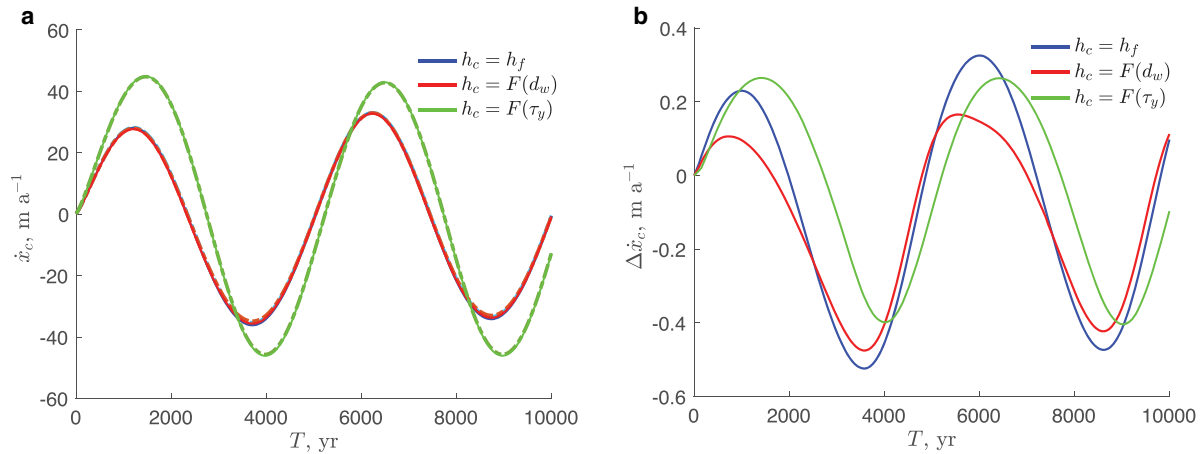 a
60
40
20
0
-20
-40
-60
0 2000 4000 6000 8000 10000
T, yr
ẋ_c, m a⁻¹
h_c = h_f
h_c = F(d_w)
h_c = F(τ_y)
b
0.4
0.2
0
-0.2
-0.4
-0.6
0 2000 4000 6000 8000 10000
T, yr
Δẋ_c, m a⁻¹
h_c = h_f
h_c = F(d_w)
h_c = F(τ_y)